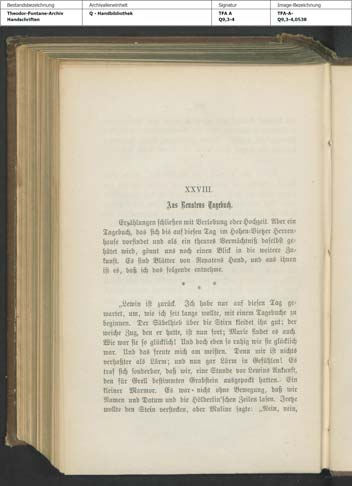 Bestandsbezeichnung Archivalieneinheit Signatur Image-Bezeichnung
Theodor-Fontane-Archiv Q - Handbibliothek TFA A TFA-A-
Handschriften Q9,3-4 Q9,3-4,0538
XXVIII.
Aus Renatens Tagebuch.
Erzählungen schließen mit Verlobung oder Hochzeit. Aber ein
Tagebuch, das sich bis auf diesen Tag im Hohen-Vietzer Herren-
hause vorfindet und als ein theures Vermächtniß daselbst ge-
hütet wird, gönnt uns noch einen Blick in die weitere Zu-
kunft. Es sind Blätter von Renatens Hand, und aus ihnen
ist es, daß ich das folgende entnehme.
* * *
„Lewin ist zurück. Ich habe nur auf diesen Tag ge-
wartet, um, wie ich seit lange wollte, mit einem Tagebuche zu
beginnen. Der Säbelhieb über die Stirn kleidet ihn gut; der
weiche Zug, den er hatte, ist nun fort; Marie findet es auch.
Wie war sie so glücklich! Und doch eben so ruhig wie sie glücklich
war. Und das freute mich am meisten. Denn mir ist nichts
verhaßter als Lärm; und nun gar Lärm in Gefühlen! Es
traf sich sonderbar, daß wir, eine Stunde vor Lewins Ankunft,
den für Grell bestimmten Grabstein ausgepackt hatten. Ein
kleiner Marmor. Es war nicht ohne Bewegung, daß wir
Namen und Datum und die Hölderlin'schen Zeilen lasen. Jeetze
wollte den Stein verstecken, aber Maline sagte: „Nein, nein,